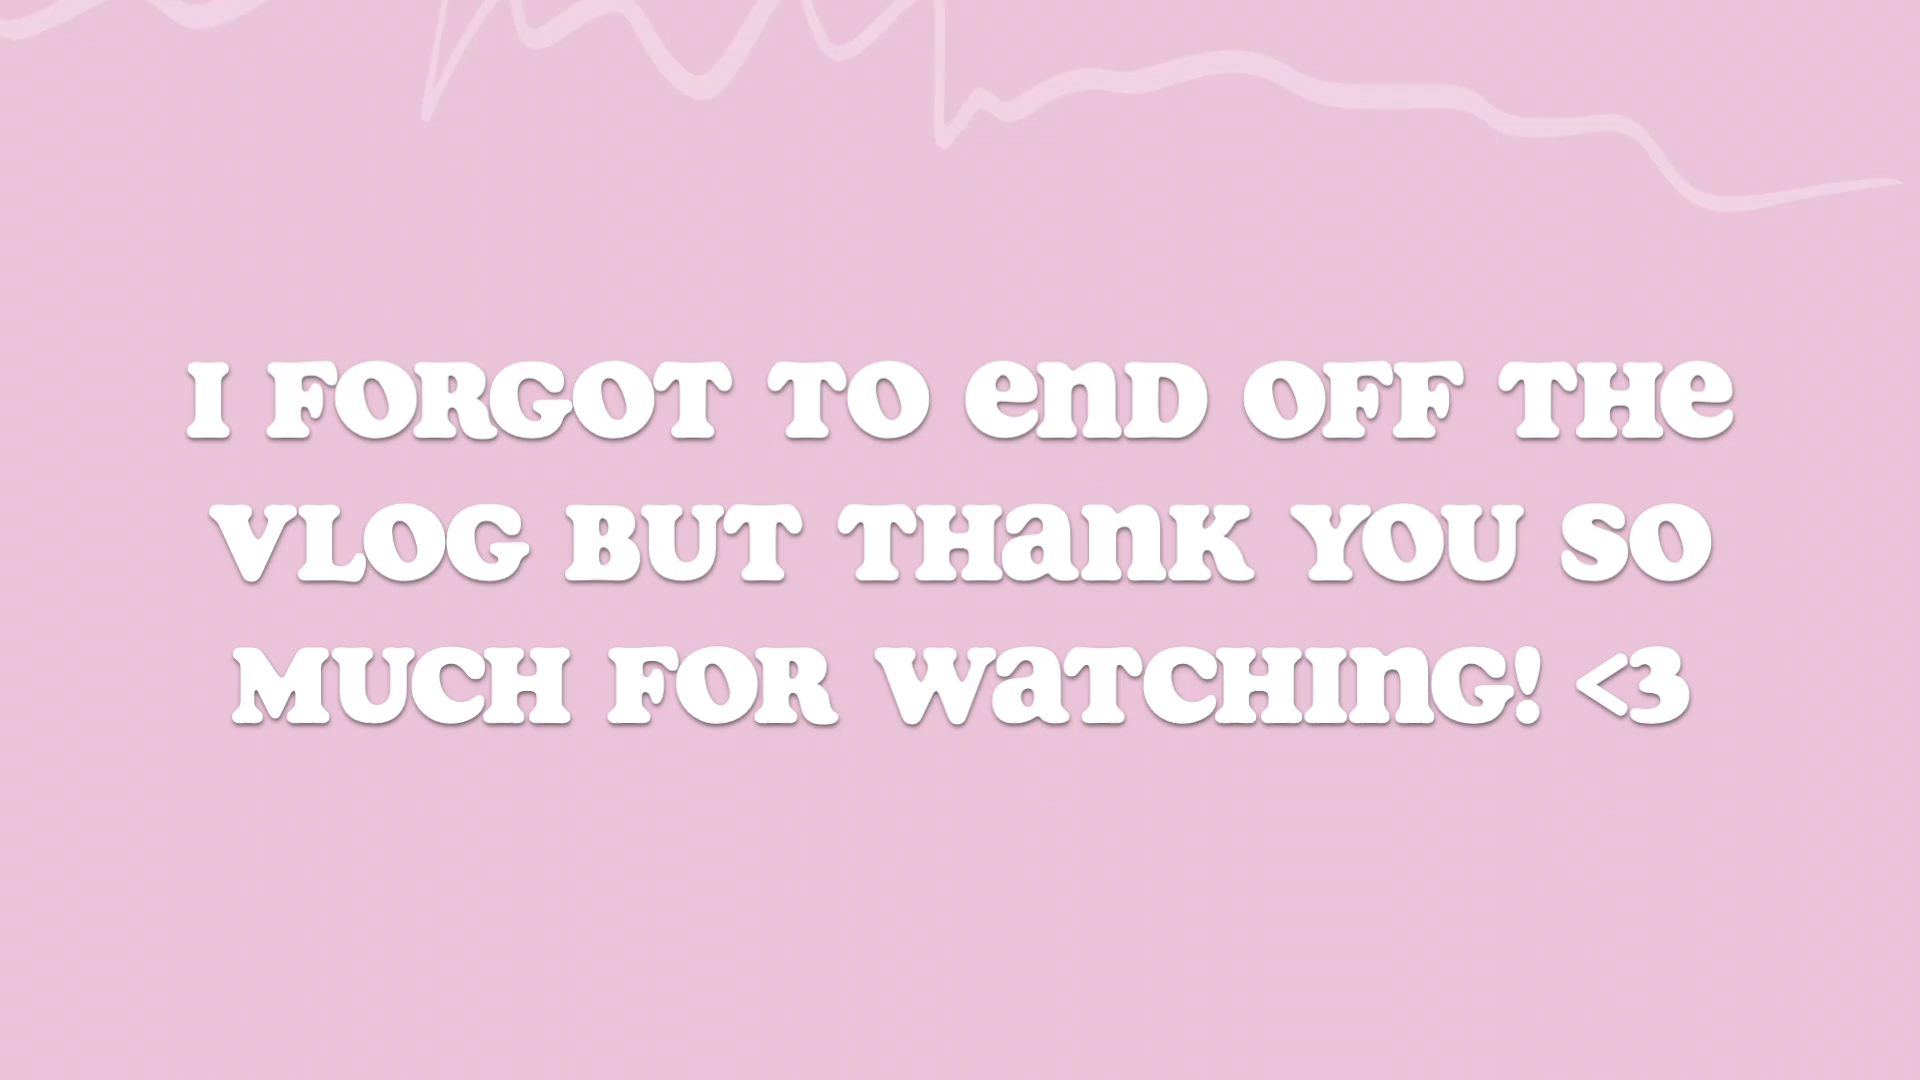 I FORGOT TO enD OFF THe
VLOG BUT THanK YOU SO
MUCH FOR WaTCHInG! <3